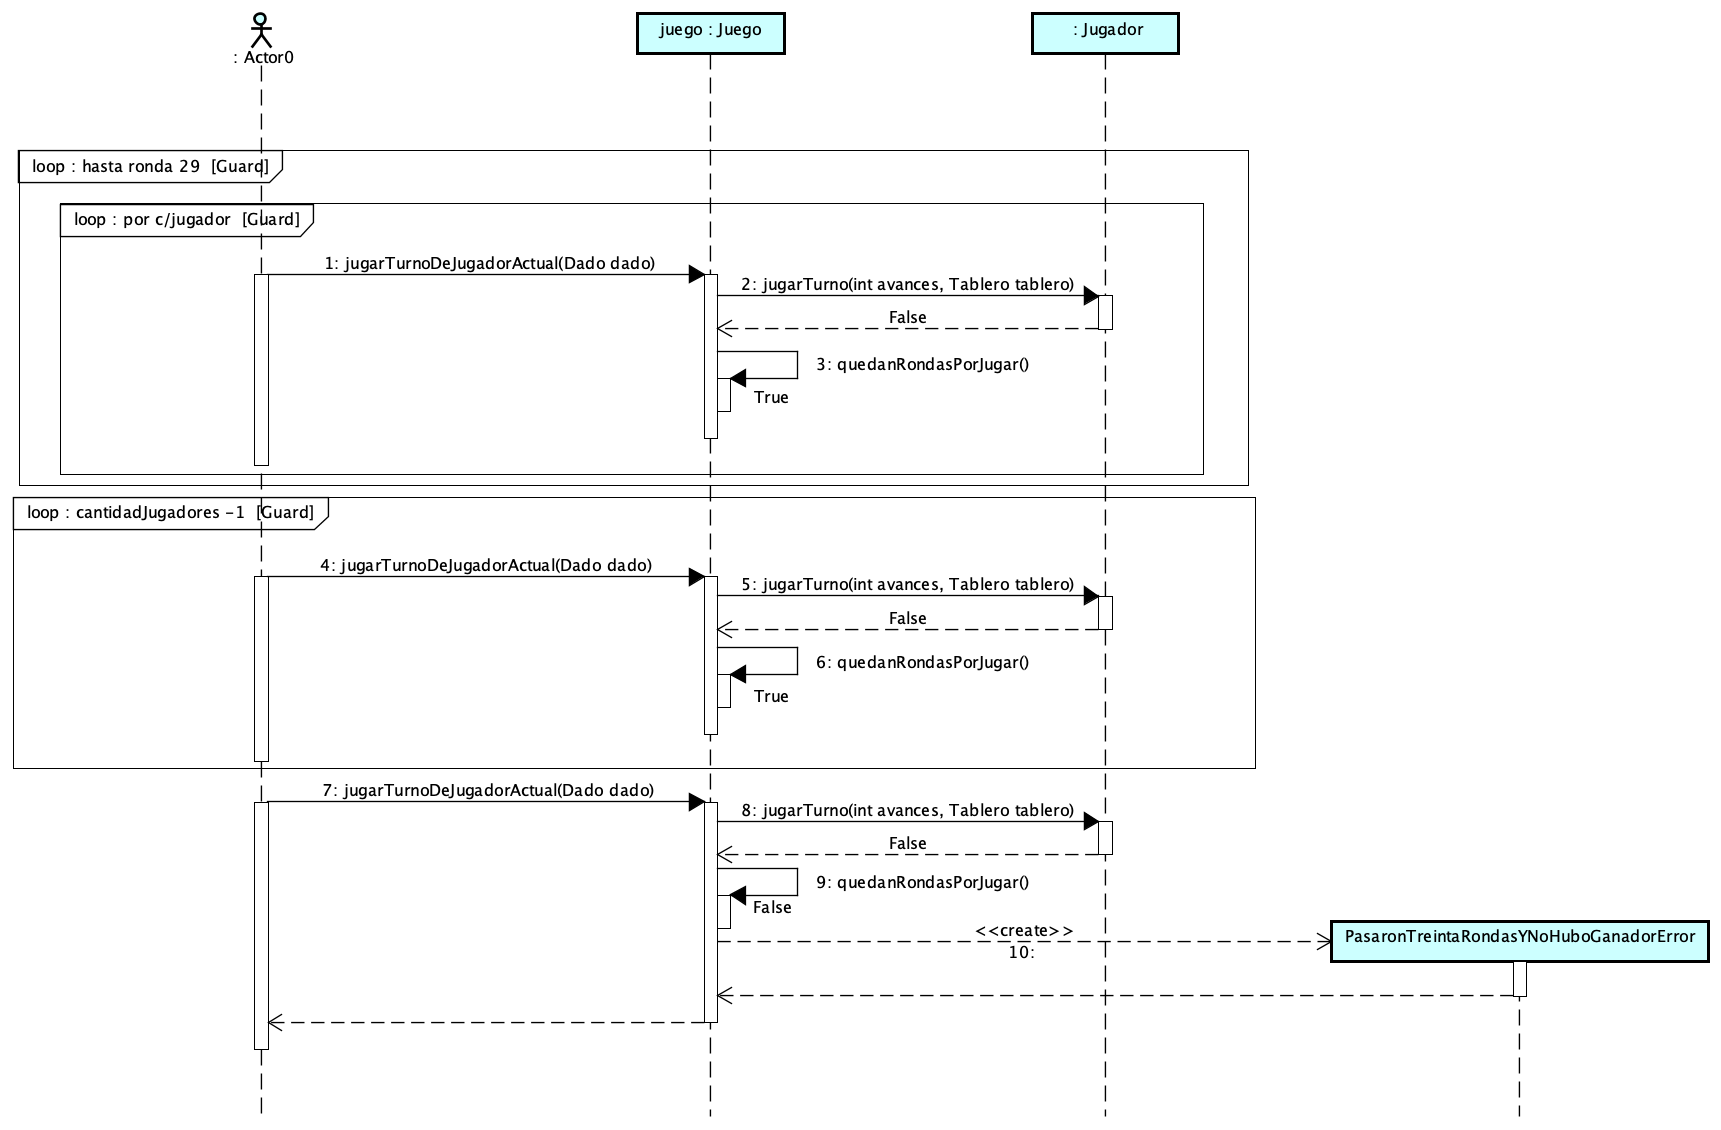 : Actor0
juego : Juego
: Jugador
loop : hasta ronda 29 [Guard]
loop : por c/jugador [Guard]
1: jugarTurnoDeJugadorActual(Dado dado)
2: jugarTurno(int avances, Tablero tablero)
False
3: quedanRondasPorJugar()
True
loop : cantidadJugadores -1 [Guard]
4: jugarTurnoDeJugadorActual(Dado dado)
5: jugarTurno(int avances, Tablero tablero)
False
6: quedanRondasPorJugar()
True
7: jugarTurnoDeJugadorActual(Dado dado)
8: jugarTurno(int avances, Tablero tablero)
False
9: quedanRondasPorJugar()
False
<<create>>
10:
PasaronTreintaRondasYNoHuboGanadorError